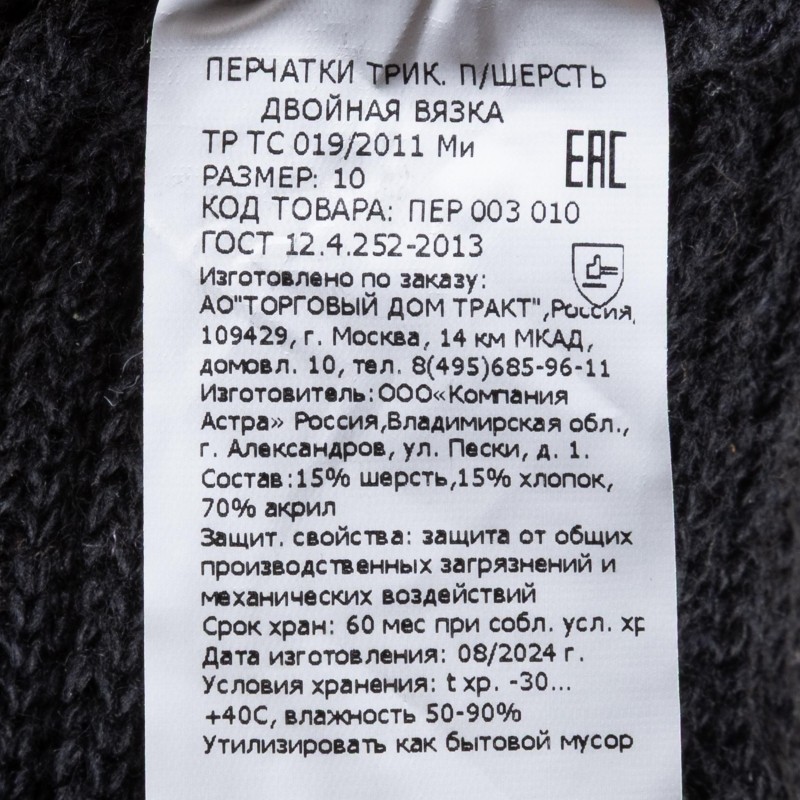 ПЕРЧАТКИ ТРИК. П/ШЕРСТЬ
ДВОЙНАЯ ВЯЗКА
ТР ТС 019/2011 Ми
EAC
РАЗМЕР: 10
КОД ТОВАРА: ПЕР 003 010
ГОСТ 12.4.252-2013
Изготовлено по заказу:
АО"ТОРГОВЫЙ ДОМ ТРАКТ",Россия,
109429, г. Москва, 14 км МКАД,
домовл. 10, тел. 8(495)685-96-11
Изготовитель:ООО«Компания
Астра» Россия,Владимирская обл.,
г. Александров, ул. Пески, д. 1.
Состав:15% шерсть,15% хлопок,
70% акрил
Защит. свойства: защита от общих
производственных загрязнений и
механических воздействий
Срок хран: 60 мес при собл. усл. хр
Дата изготовления: 08/2024 г.
Условия хранения: t хр. -30...
+40С, влажность 50-90%
Утилизировать как бытовой мусор